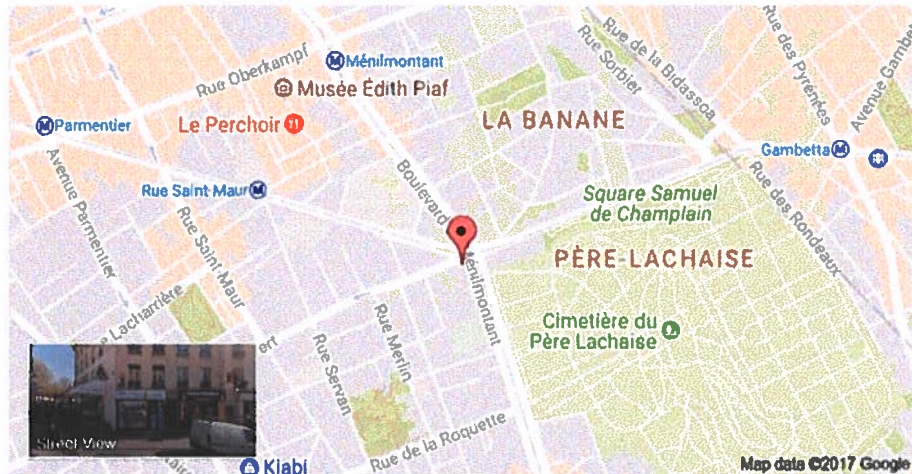 Rue Oberkampf
Ménilmontant
Musée Édith Piaf
Le Perchoir
Parmentier
Avenue Parmentier
Rue Saint-Maur
Rue Saint-Maur
Boulevard
Ménilmontant
LA BANANE
Rue Sorbier
Rue de la Bidassoa
Rue des Pyrénées
Avenue Gambet
Gambetta
Rue des Rondeaux
Square Samuel
de Champlain
PÈRE-LACHAISE
Cimetière du
Père Lachaise
e Lacharrière
ert
Rue Servan
Rue Merlin
Rue de la Roquette
Street View
Kiabi
Map data ©2017 Google